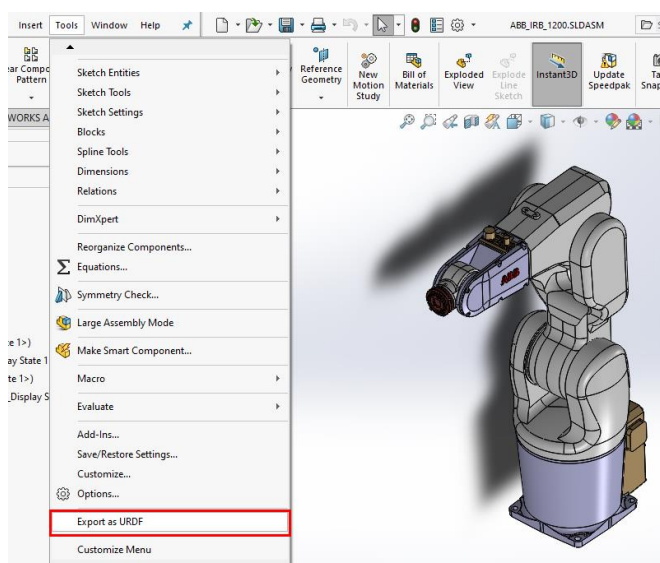 Insert Tools Window Help ABB_IRB_1200.SLDASM
ear Compo
Pattern
Reference
Geometry
New
Motion
Study
Bill of
Materials
Exploded
View
Explode
Line
Sketch
Instant3D
Update
Speedpak
Ta
Snap
WORKS A
Sketch Entities
Sketch Tools
Sketch Settings
Blocks
Spline Tools
Dimensions
Relations
DimXpert
Reorganize Components...
Equations...
Symmetry Check...
Large Assembly Mode
te 1>)
Make Smart Component...
ay State 1
te 1>)
Macro
_Display S
Evaluate
Add-Ins...
Save/Restore Settings...
Customize...
Options...
Export as URDF
Customize Menu
ABB